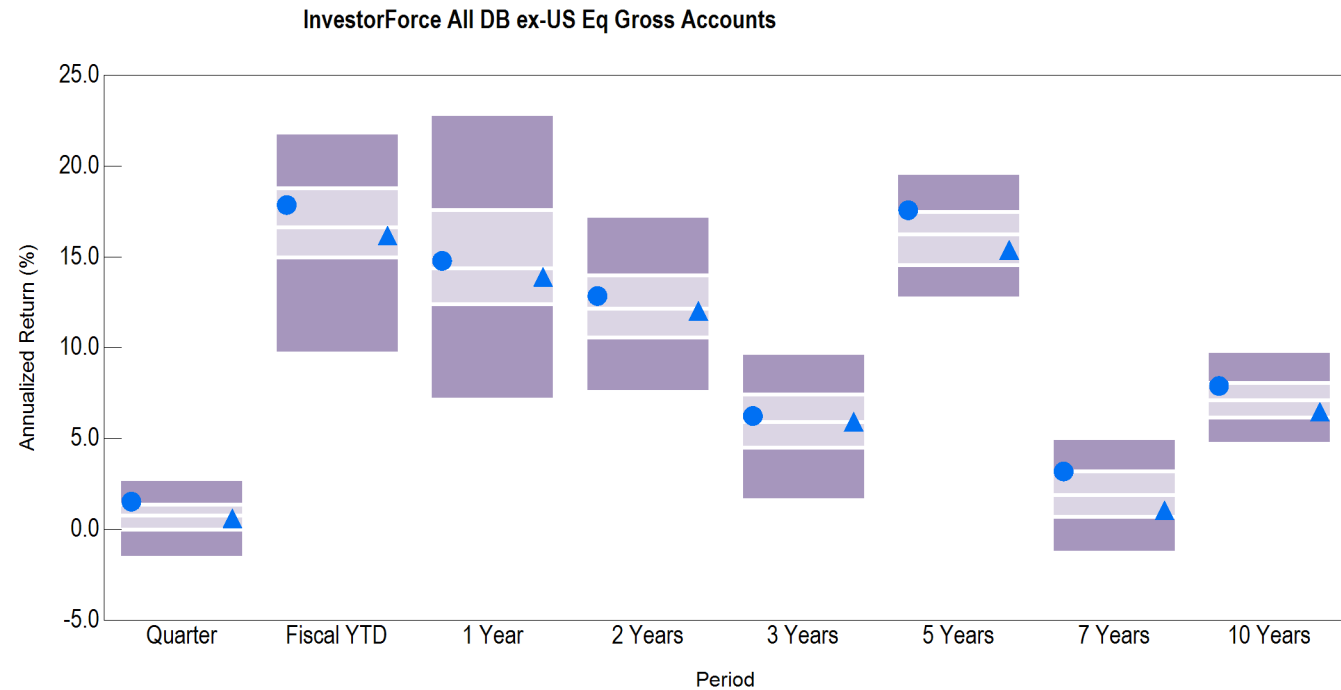 InvestorForce All DB ex-US Eq Gross Accounts
25.0
20.0
15.0
10.0
5.0
0.0
-5.0
Annualized Return (%)
Quarter Fiscal YTD 1 Year 2 Years 3 Years 5 Years 7 Years 10 Years
Period